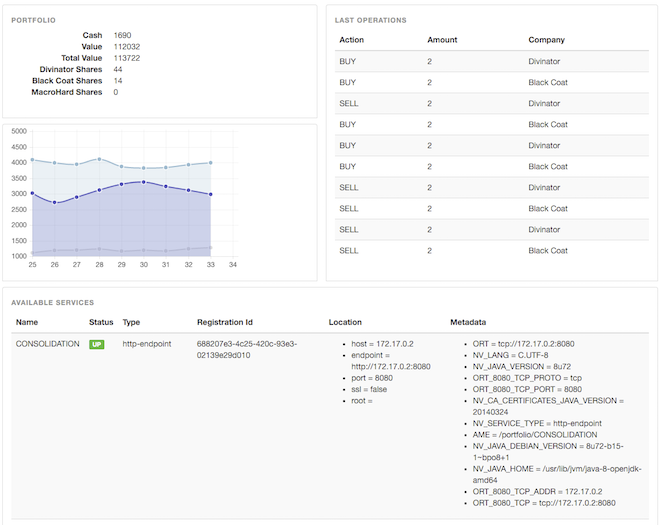 PORTFOLIO
Cash 1690
Value 112032
Total Value 113722
Divinator Shares 44
Black Coat Shares 14
MacroHard Shares 0
5000
4500
4000
3500
3000
2500
2000
1500
1000
25 26 27 28 29 30 31 32 33 34
LAST OPERATIONS
Action Amount Company
BUY 2 Divinator
BUY 2 Black Coat
SELL 2 Divinator
BUY 2 Black Coat
BUY 2 Divinator
BUY 2 Black Coat
SELL 2 Divinator
SELL 2 Black Coat
SELL 2 Divinator
SELL 2 Black Coat
AVAILABLE SERVICES
Name Status Type Registration Id Location Metadata
CONSOLIDATION UP http-endpoint
688207e3-4c25-420c-93e3-
02139e29d010
host = 172.17.0.2
endpoint =
http://172.17.0.2:8080
port = 8080
ssl = false
root =
ORT = tcp://172.17.0.2:8080
NV_LANG = C.UTF-8
NV_JAVA_VERSION = 8u72
ORT_8080_TCP_PROTO = tcp
ORT_8080_TCP_PORT = 8080
NV_CA_CERTIFICATES_JAVA_VERSION =
20140324
NV_SERVICE_TYPE = http-endpoint
AME = /portfolio/CONSOLIDATION
NV_JAVA_DEBIAN_VERSION = 8u72-b15-
1~bpo8+1
NV_JAVA_HOME = /usr/lib/jvm/java-8-openjdk-
amd64
ORT_8080_TCP_ADDR = 172.17.0.2
ORT_8080_TCP = tcp://172.17.0.2:8080